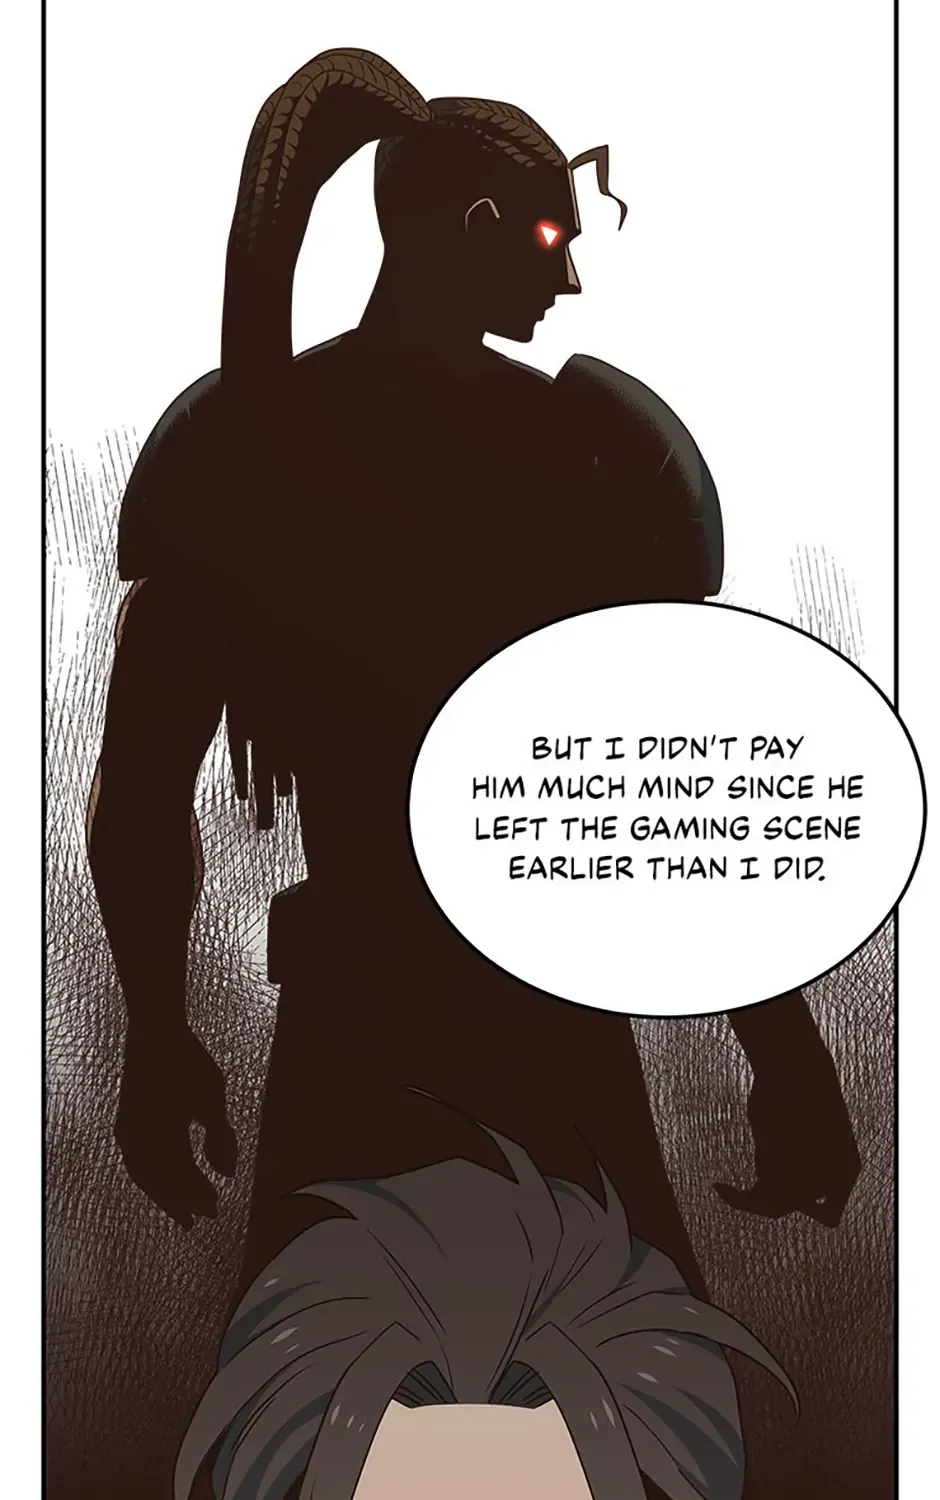 BUT I DIDN'T PAY
HIM MUCH MIND SINCE HE
LEFT THE GAMING SCENE
EARLIER THAN I DID.